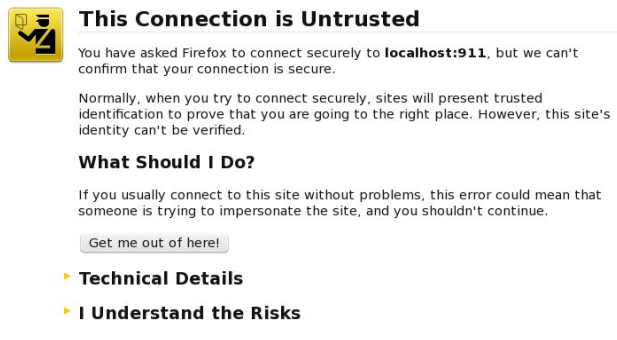 This Connection is Untrusted
You have asked Firefox to connect securely to localhost:911, but we can't
confirm that your connection is secure.
Normally, when you try to connect securely, sites will present trusted
identification to prove that you are going to the right place. However, this site's
identity can't be verified.
What Should I Do?
If you usually connect to this site without problems, this error could mean that
someone is trying to impersonate the site, and you shouldn't continue.
Get me out of here!
Technical Details
I Understand the Risks